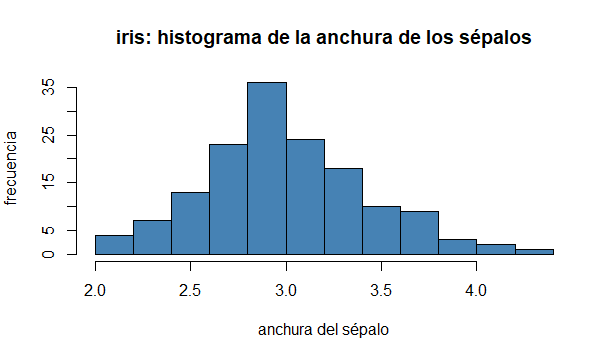 iris: histograma de la anchura de los sépalos
frecuencia
35
25
15
5
0
2.0 2.5 3.0 3.5 4.0
anchura del sépalo